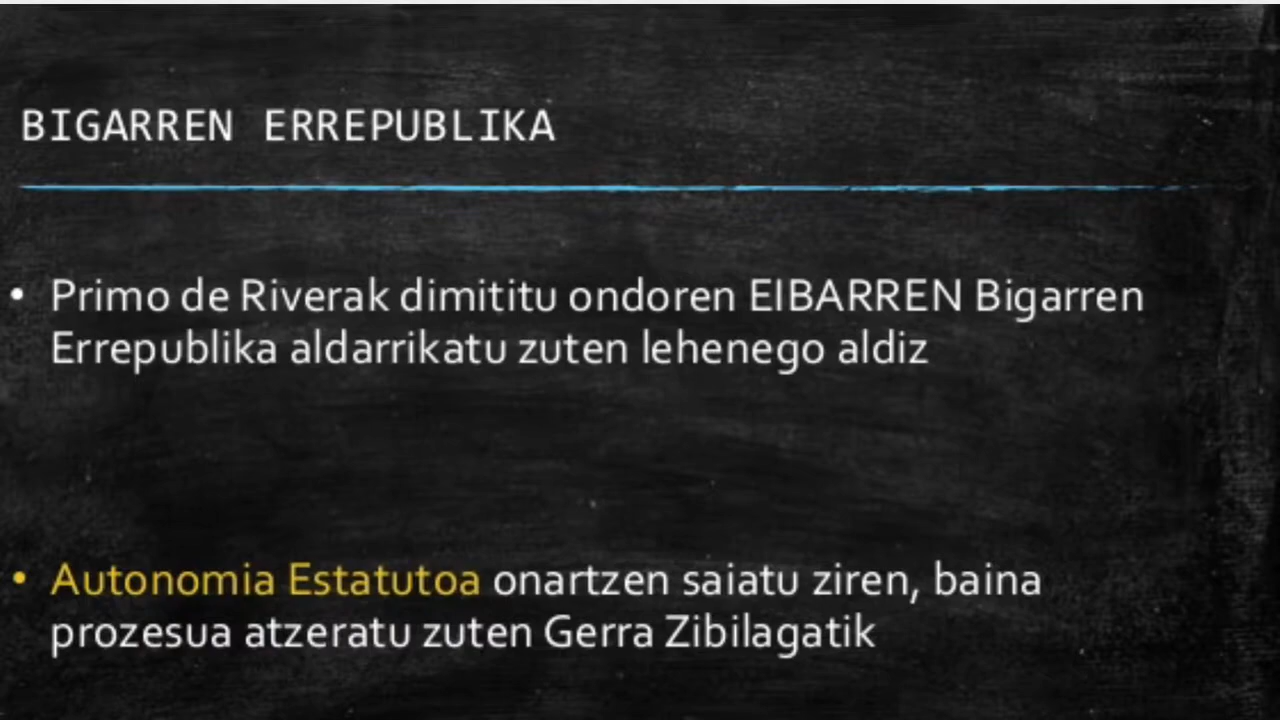 BIGARREN ERREPUBLIKA
• Primo de Riverak dimititu ondoren EIBARREN Bigarren
Errepublika aldarrikatu zuten lehenego aldiz
• Autonomia Estatutoa onartzen saiatu ziren, baina
prozesua atzeratu zuten Gerra Zibilagatik